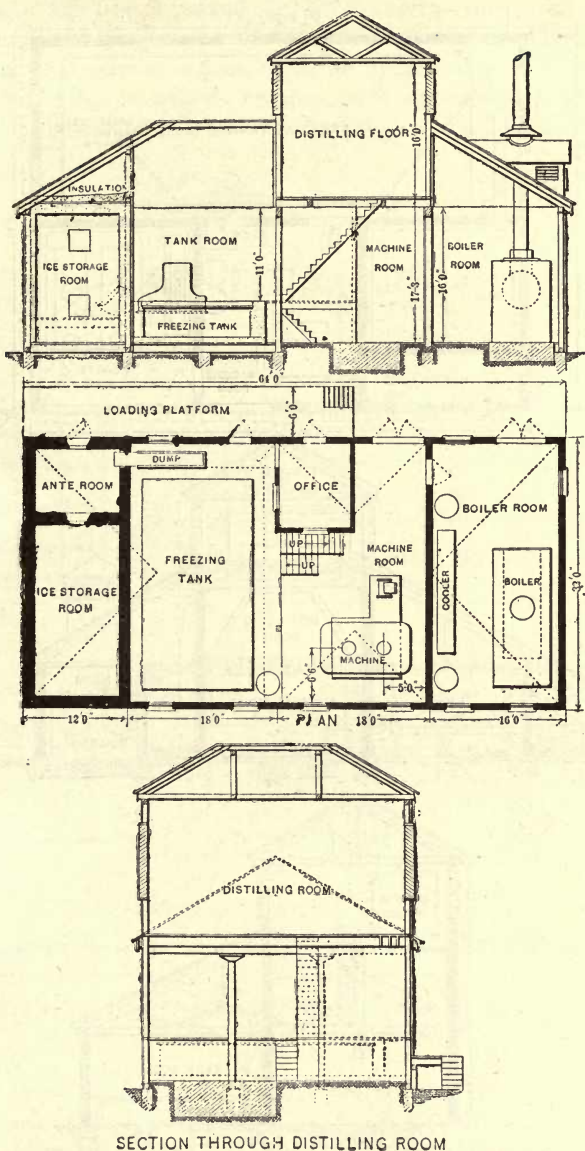 DISTILLING FLOOR
16'0"
INSULATION
TANK ROOM
11'0"
MACHINE
ROOM
17'-3"
BOILER
ROOM
16'0"
ICE STORAGE
ROOM
FREEZING TANK
64'0"
LOADING PLATFORM
6'0"
DUMP
ANTE ROOM
OFFICE
BOILER ROOM
UP
UP
FREEZING
TANK
MACHINE
ROOM
ICE STORAGE
ROOM
COOLER
BOILER
MACHINE
5'0"
12'0"
18'0"
18'0"
16'0"
PLAN
DISTILLING ROOM
SECTION THROUGH DISTILLING ROOM